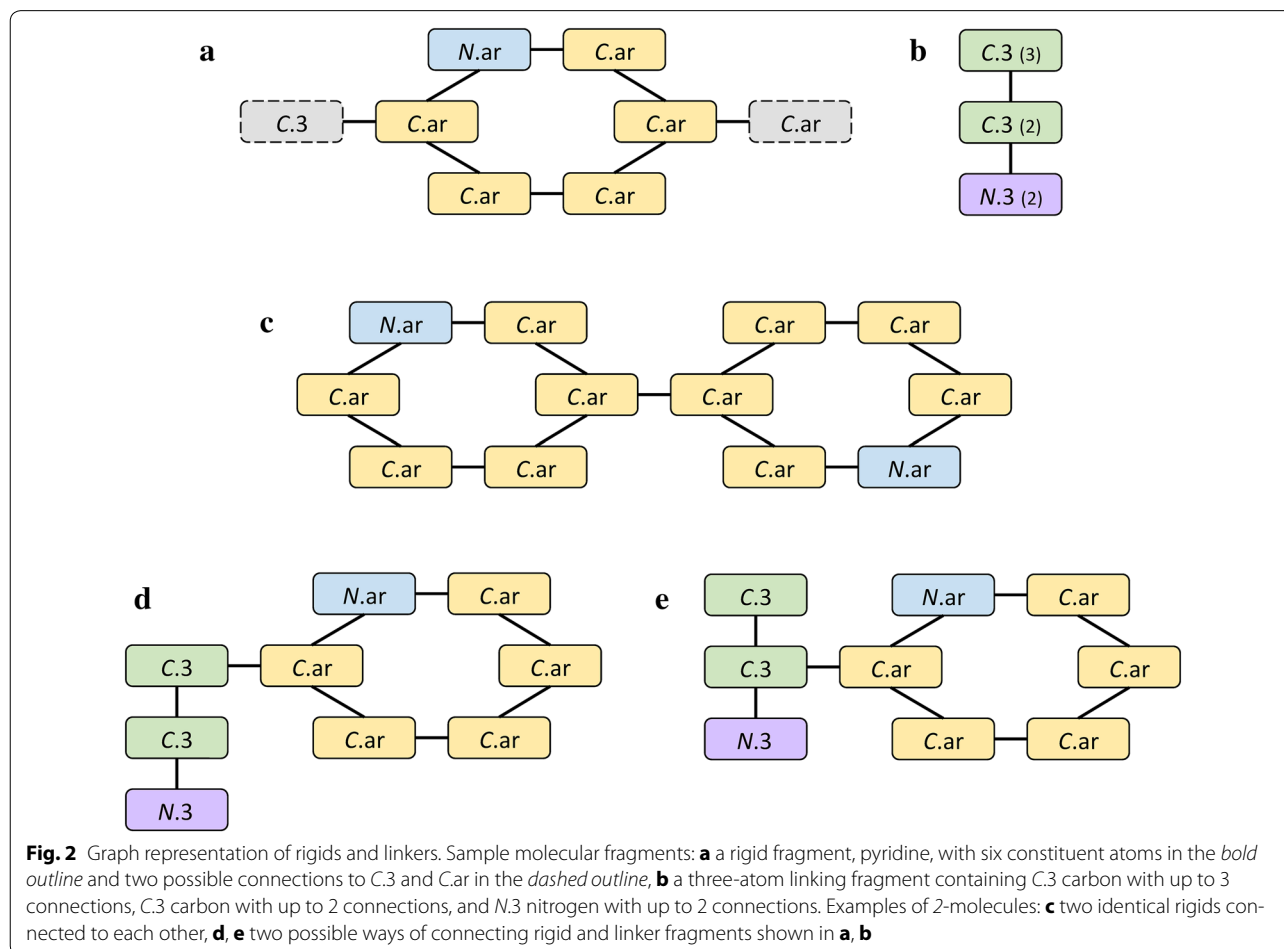 a
N.ar C.ar
C.3 C.ar C.ar C.ar
C.ar C.ar
b
C.3 (3)
C.3 (2)
N.3 (2)
c
N.ar C.ar C.ar C.ar
C.ar C.ar C.ar C.ar
C.ar C.ar C.ar N.ar
d
N.ar C.ar
C.3 C.ar C.ar
C.3 C.ar C.ar
N.3
e
C.3 N.ar C.ar
C.3 C.ar C.ar
N.3 C.ar C.ar
Fig. 2 Graph representation of rigids and linkers. Sample molecular fragments: a a rigid fragment, pyridine, with six constituent atoms in the bold
outline and two possible connections to C.3 and C.ar in the dashed outline, b a three-atom linking fragment containing C.3 carbon with up to 3
connections, C.3 carbon with up to 2 connections, and N.3 nitrogen with up to 2 connections. Examples of 2-molecules: c two identical rigids con-
nected to each other, d, e two possible ways of connecting rigid and linker fragments shown in a, b